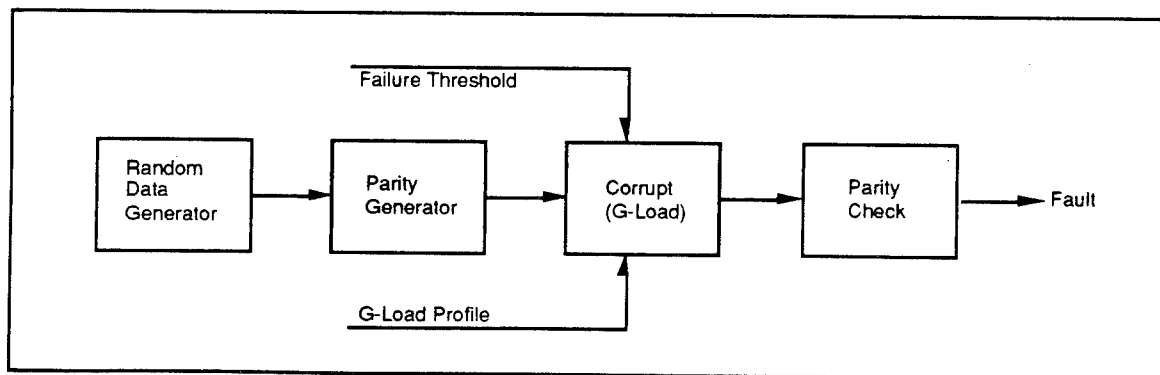 Failure Threshold
Random
Data
Generator
Parity
Generator
Corrupt
(G-Load)
Parity
Check
Fault
G-Load Profile